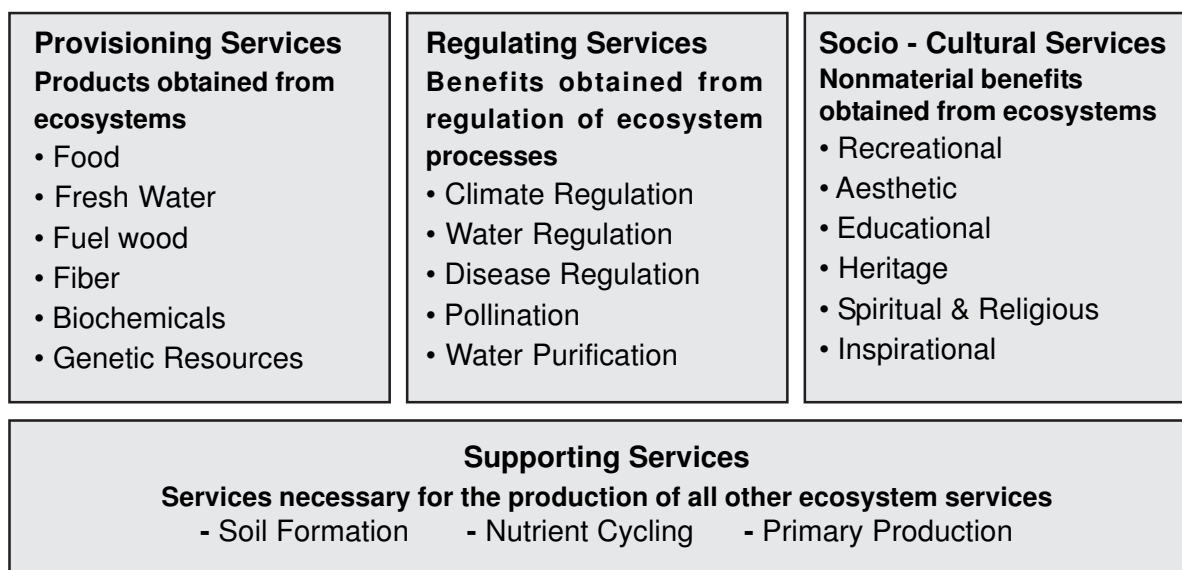 Provisioning Services
Products obtained from
ecosystems
• Food
• Fresh Water
• Fuel wood
• Fiber
• Biochemicals
• Genetic Resources
Regulating Services
Benefits obtained from
regulation of ecosystem
processes
• Climate Regulation
• Water Regulation
• Disease Regulation
• Pollination
• Water Purification
Socio - Cultural Services
Nonmaterial benefits
obtained from ecosystems
• Recreational
• Aesthetic
• Educational
• Heritage
• Spiritual & Religious
• Inspirational
Supporting Services
Services necessary for the production of all other ecosystem services
- Soil Formation - Nutrient Cycling - Primary Production